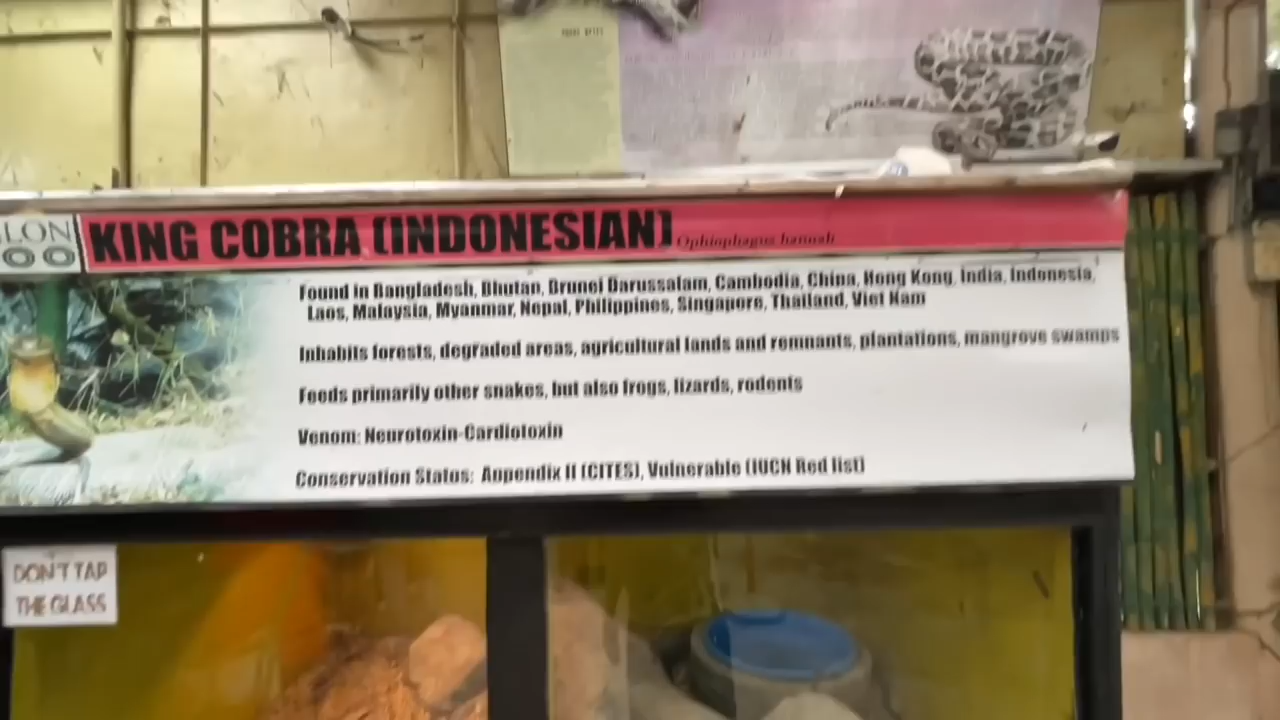 LON
OO
KING COBRA (INDONESIAN) Ophiophagus hannah
Found in Bangladesh, Bhutan, Brunei Darussalam, Cambodia, China, Hong Kong, India, Indonesia,
Laos, Malaysia, Myanmar, Nepal, Philippines, Singapore, Thailand, Viet Nam
Inhabits forests, degraded areas, agricultural lands and remnants, plantations, mangrove swamps
Feeds primarily other snakes, but also frogs, lizards, rodents
Venom: Neurotoxin-Cardiotoxin
Conservation Status: Appendix II (CITES), Vulnerable (IUCN Red list)
DON'T TAP
THE GLASS